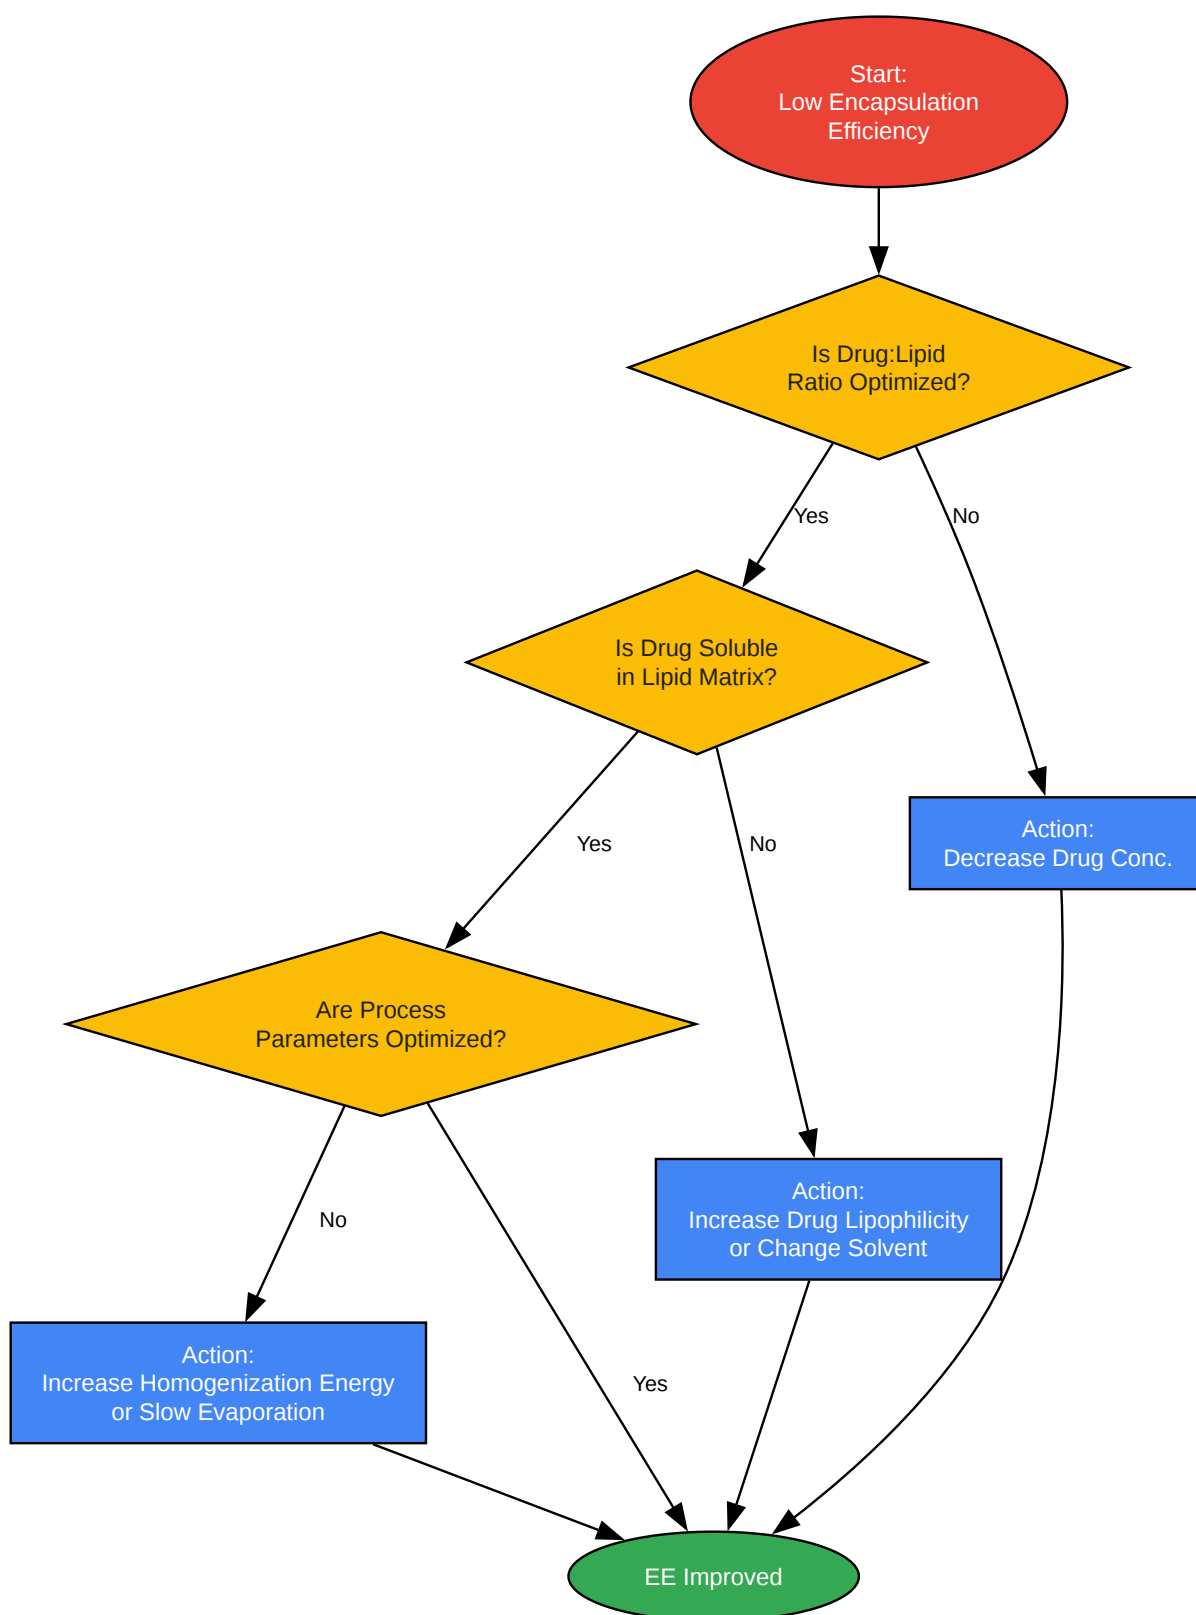 Start:
Low Encapsulation
Efficiency
Is Drug:Lipid
Ratio Optimized?
Yes
No
Is Drug Soluble
in Lipid Matrix?
Action:
Decrease Drug Conc.
Yes
No
Are Process
Parameters Optimized?
Action:
Increase Drug Lipophilicity
or Change Solvent
No
Action:
Increase Homogenization Energy
or Slow Evaporation
Yes
EE Improved